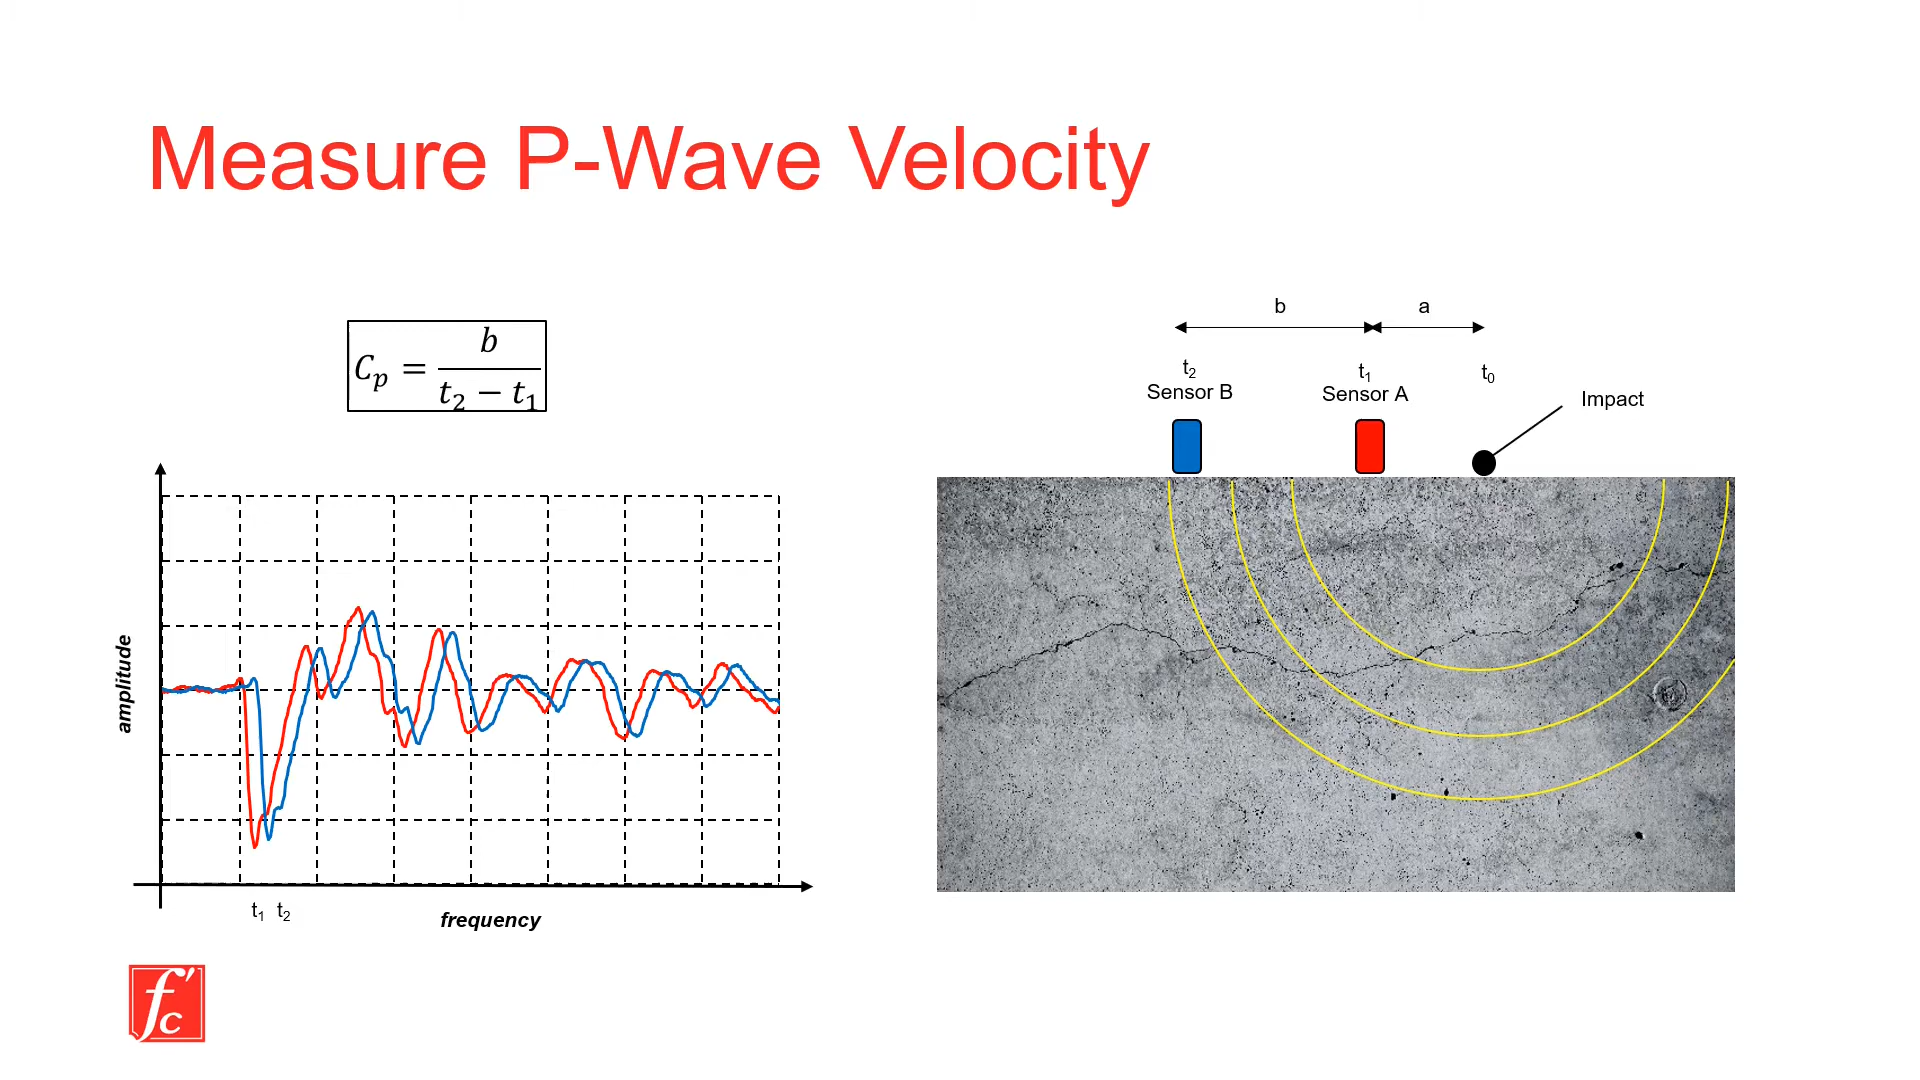 Measure P-Wave Velocity
b a
C_p = b / (t_2 − t_1)
t2 t1 t0
Sensor B Sensor A Impact
amplitude
t1 t2
frequency
f'c